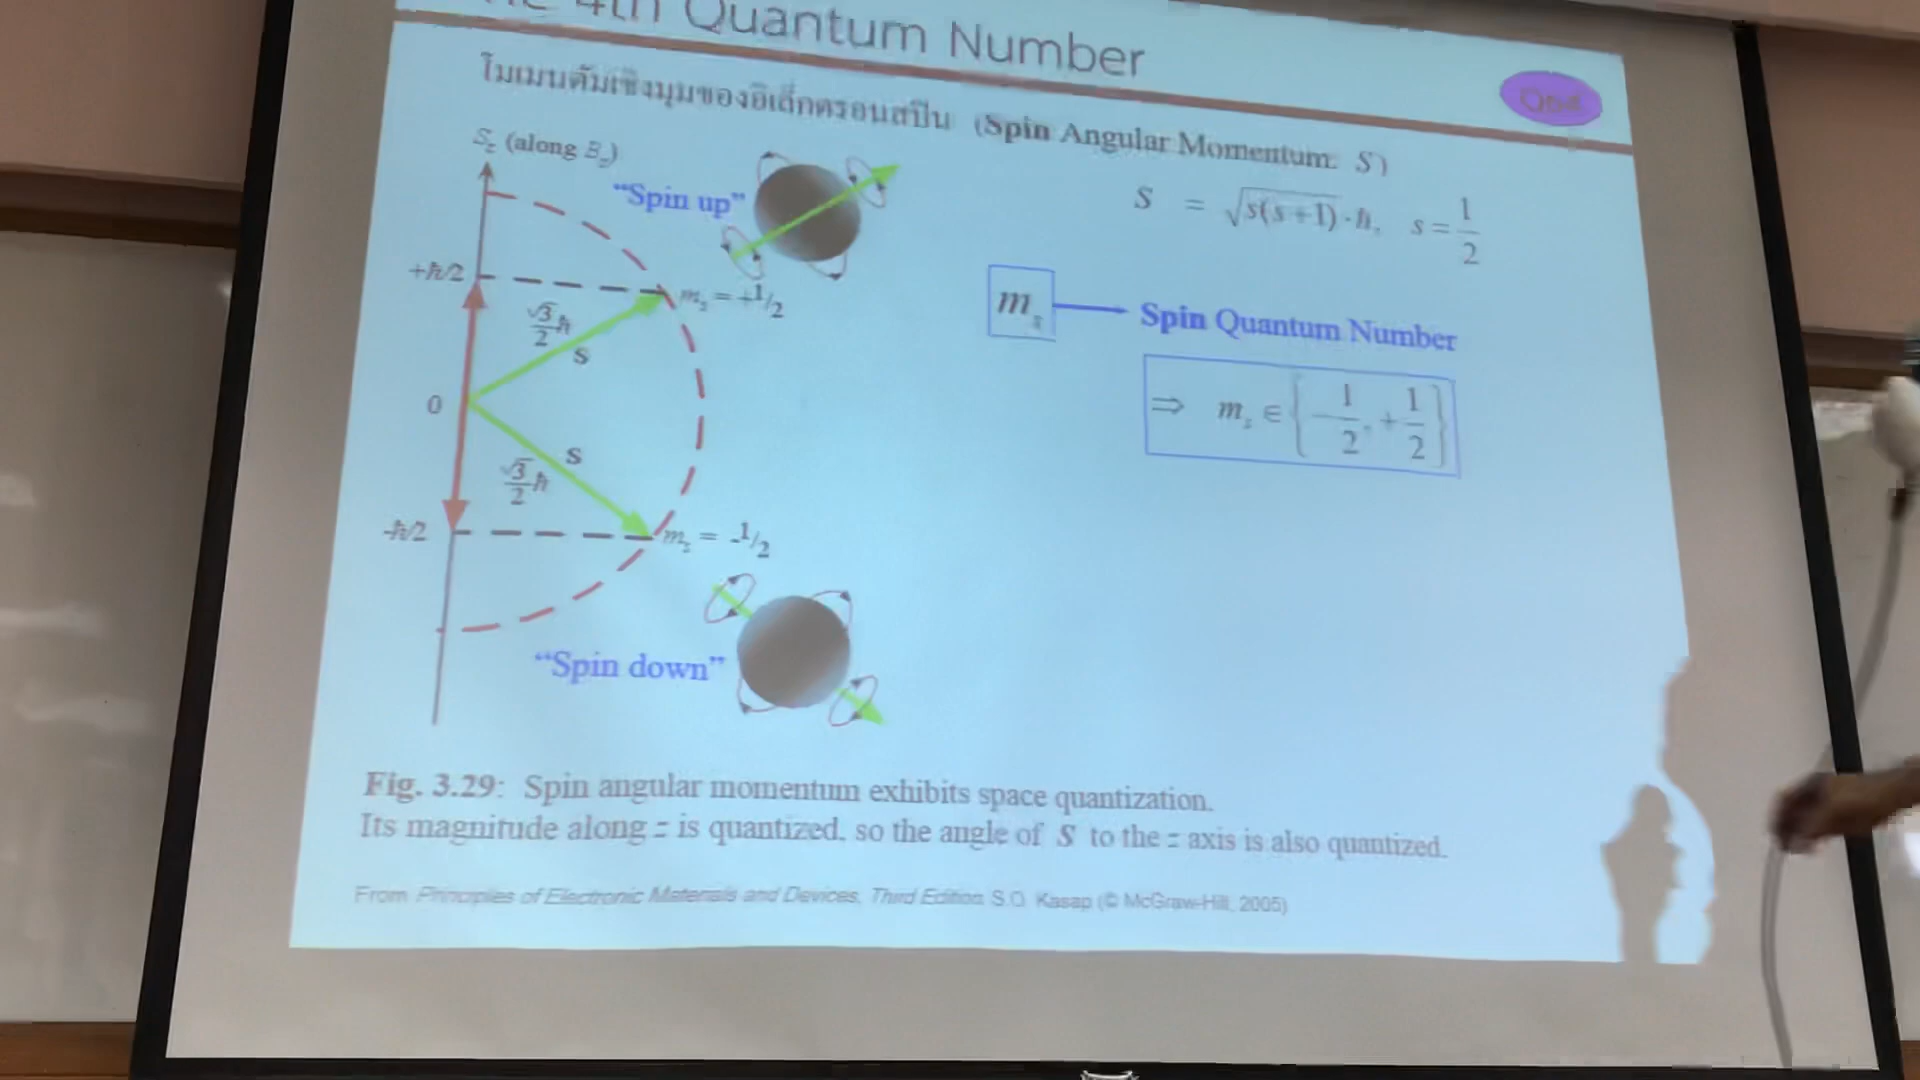 4th Quantum Number
โมเมนตัมเชิงมุมของอิเล็กตรอนสปิน (Spin Angular Momentum: S)
S_z (along B_z)
"Spin up"
S = √s(s+1)·ħ, s = 1/2
+ħ/2
m_s = +1/2
√3/2 ħ
S
m_s
Spin Quantum Number
0
⇒ m_s ∈ {-1/2, +1/2}
S
√3/2 ħ
-ħ/2
m_s = -1/2
"Spin down"
Fig. 3.29: Spin angular momentum exhibits space quantization.
Its magnitude along z is quantized, so the angle of S to the z axis is also quantized.
From Principles of Electronic Materials and Devices, Third Edition, S.O. Kasap (© McGraw-Hill, 2005)